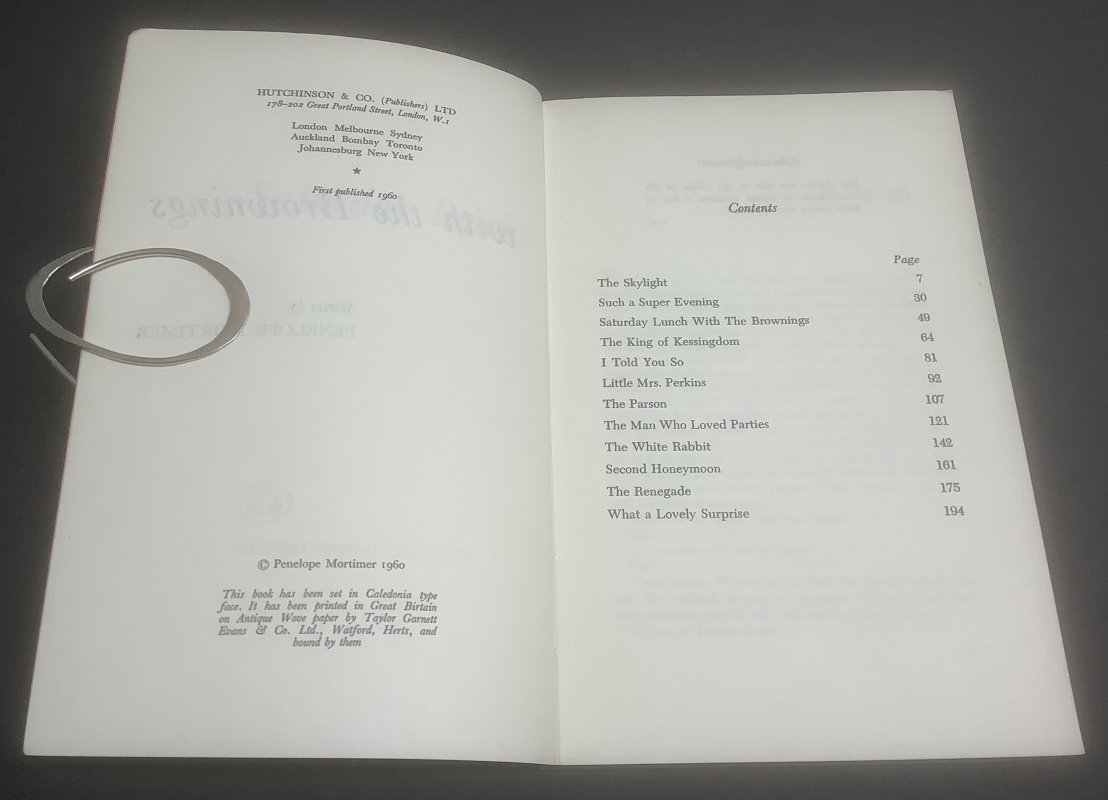 HUTCHINSON & CO. (Publishers) LTD
178–202 Great Portland Street, London, W.1
London Melbourne Sydney
Auckland Bombay Toronto
Johannesburg New York
★
First published 1960
© Penelope Mortimer 1960
This book has been set in Caledonia type
face. It has been printed in Great Birtain
on Antique Wove paper by Taylor Garnett
Evans & Co. Ltd., Watford, Herts, and
bound by them
Contents
Page
The Skylight 7
Such a Super Evening 30
Saturday Lunch With The Brownings 49
The King of Kessingdom 64
I Told You So 81
Little Mrs. Perkins 92
The Parson 107
The Man Who Loved Parties 121
The White Rabbit 142
Second Honeymoon 161
The Renegade 175
What a Lovely Surprise 194